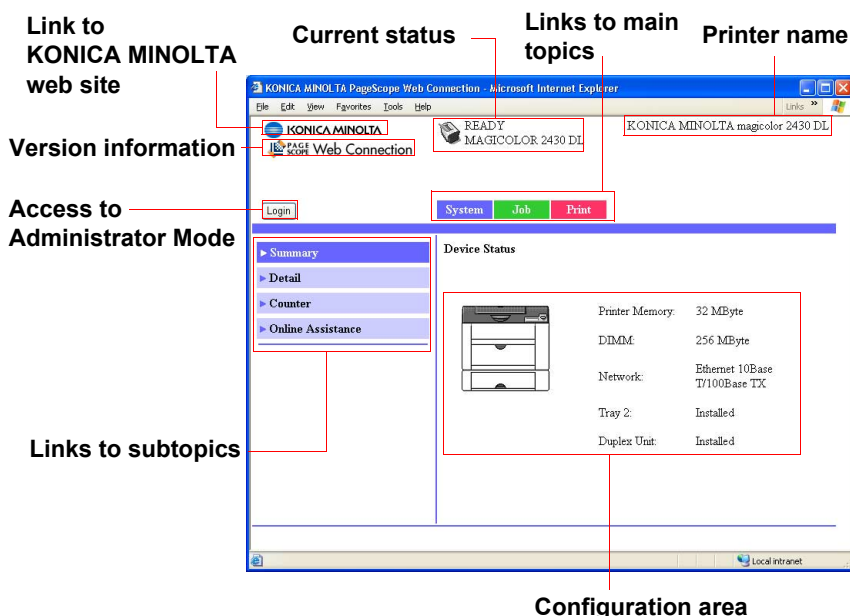 Link to
KONICA MINOLTA
web site
Current status
Links to main
topics
Printer name
KONICA MINOLTA PageScope Web Connection - Microsoft Internet Explorer
File Edit View Favorites Tools Help
Links »
KONICA MINOLTA
READY
MAGICOLOR 2430 DL
KONICA MINOLTA magicolor 2430 DL
Version information
PAGE SCOPE Web Connection
Access to
Administrator Mode
Login
System Job Print
Summary
Detail
Counter
Online Assistance
Device Status
Printer Memory: 32 MByte
DIMM: 256 MByte
Network: Ethernet 10Base
T/100Base TX
Tray 2: Installed
Duplex Unit: Installed
Links to subtopics
Local intranet
Configuration area